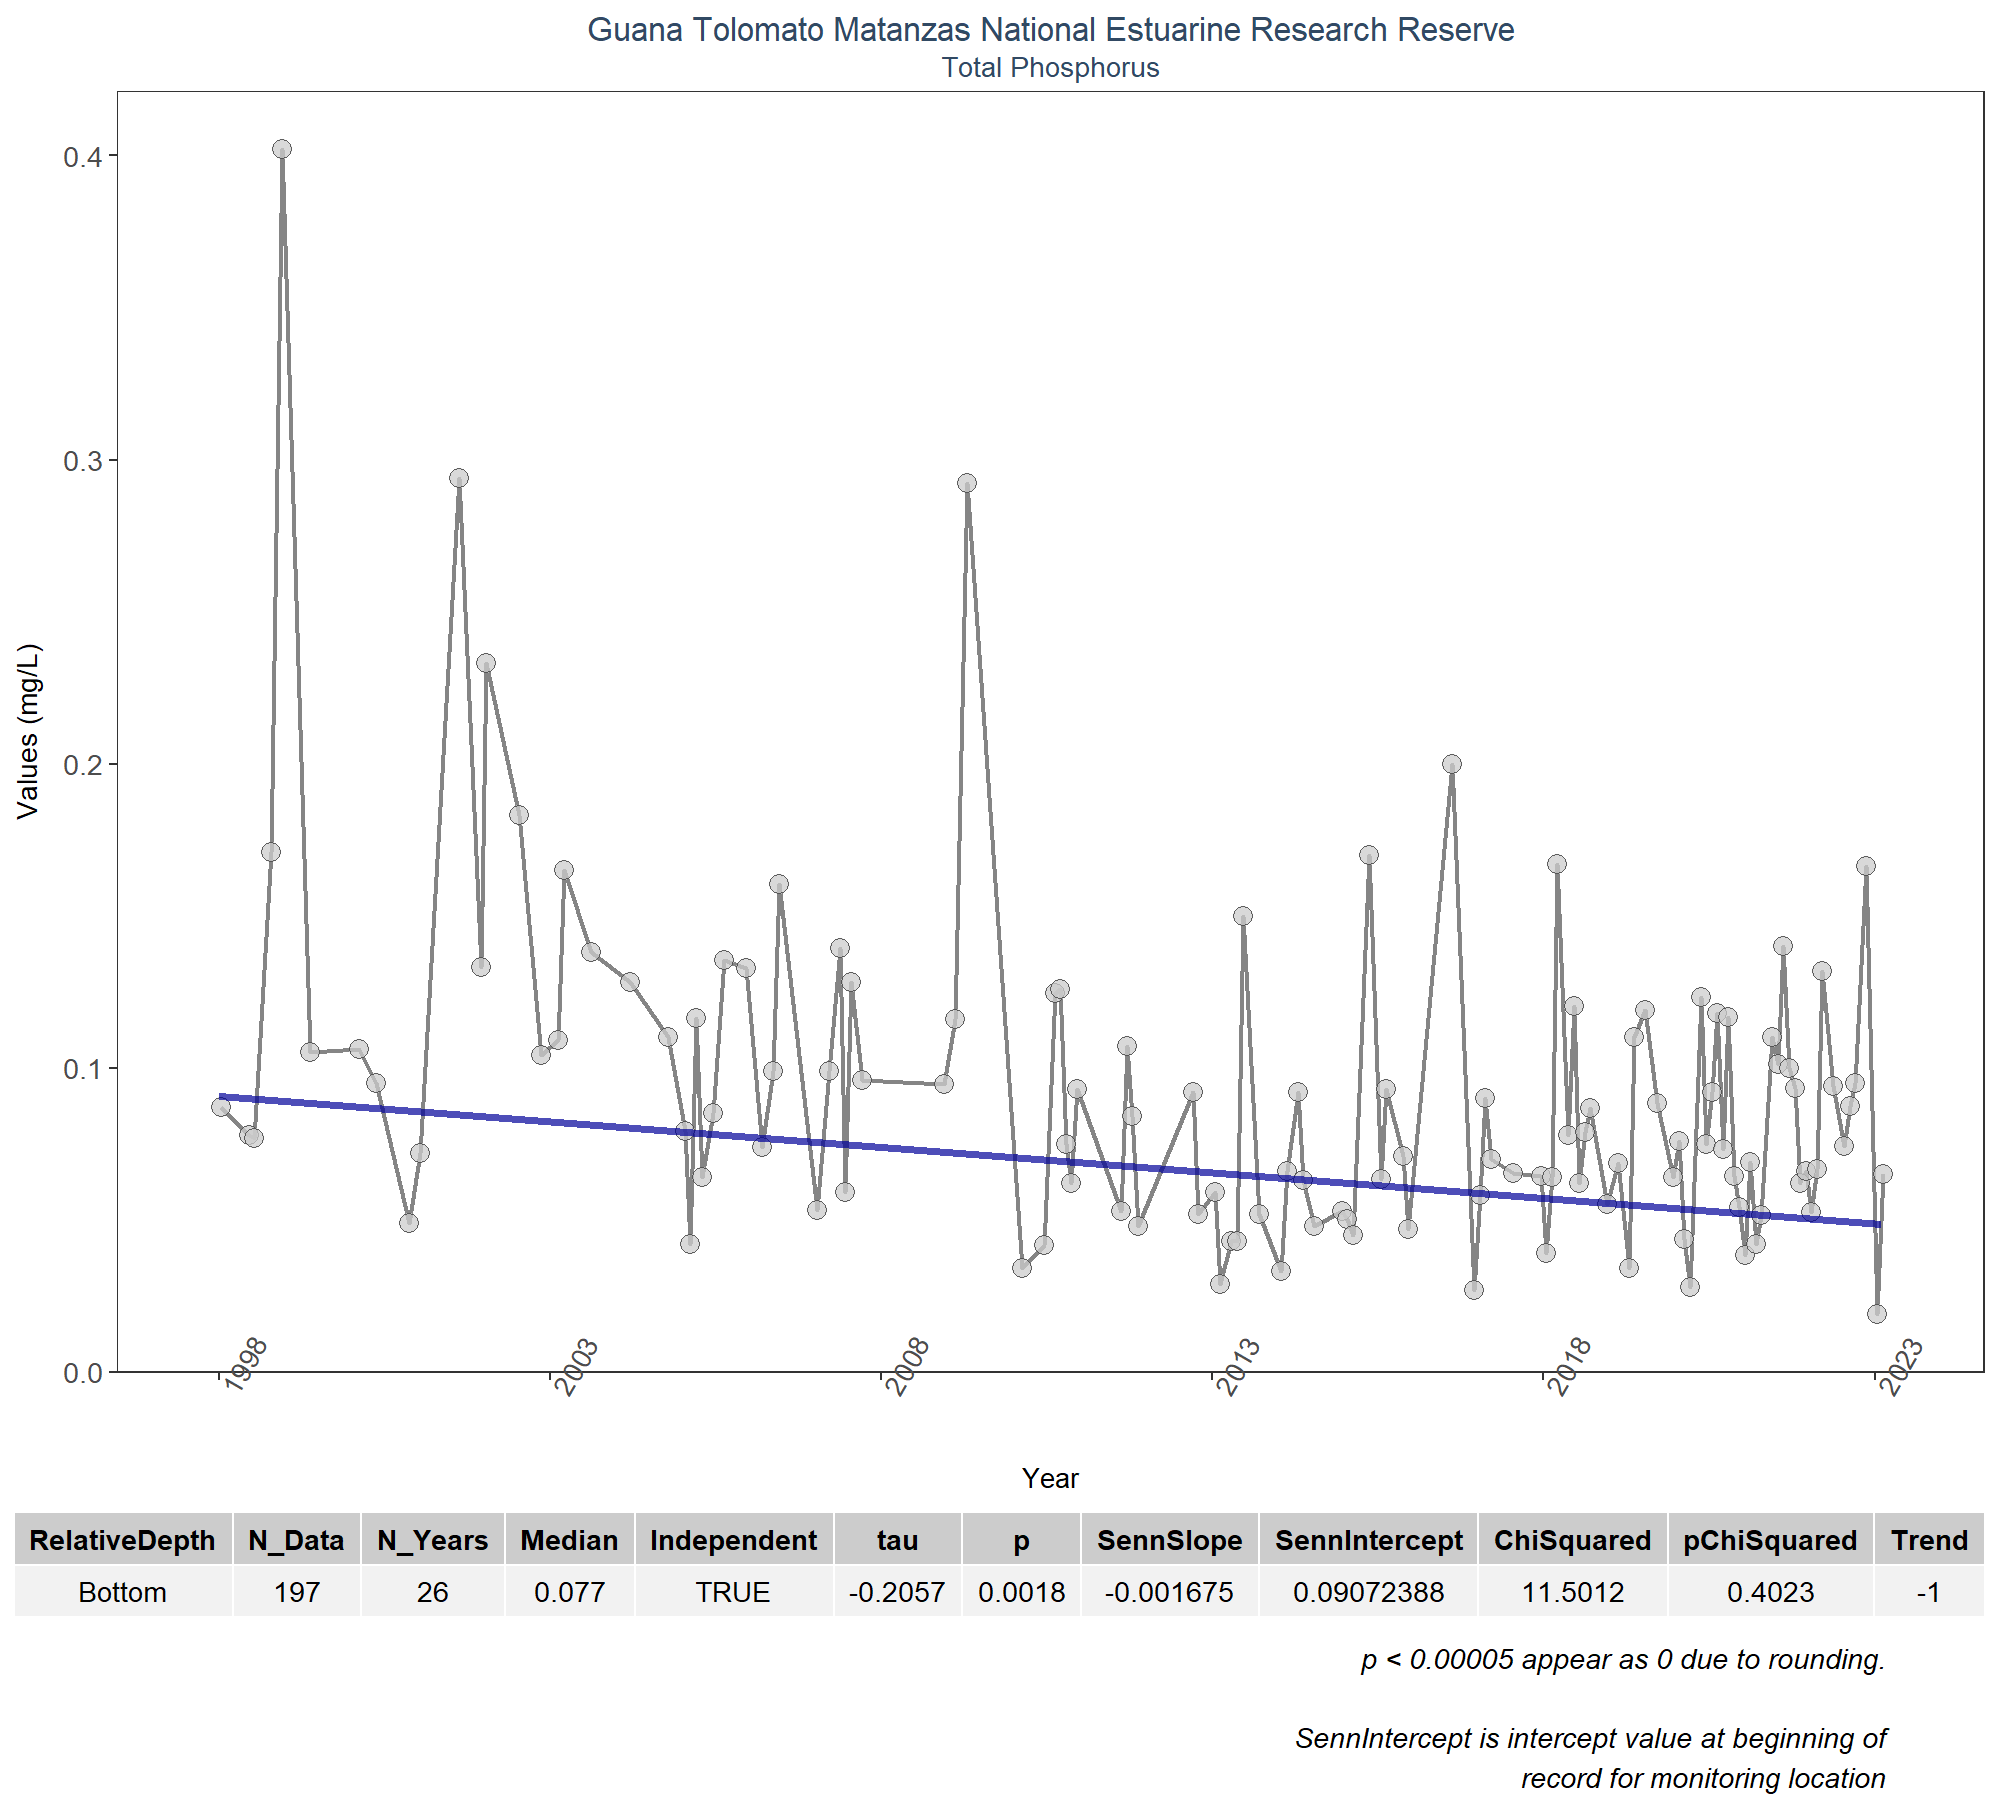 Guana Tolomato Matanzas National Estuarine Research Reserve
Total Phosphorus
0.4
0.3
0.2
0.1
0.0
Values (mg/L)
1998
2003
2008
2013
2018
2023
Year
RelativeDepth N_Data N_Years Median Independent tau p SennSlope SennIntercept ChiSquared pChiSquared Trend
Bottom 197 26 0.077 TRUE -0.2057 0.0018 -0.001675 0.09072388 11.5012 0.4023 -1
p < 0.00005 appear as 0 due to rounding.
SennIntercept is intercept value at beginning of
record for monitoring location